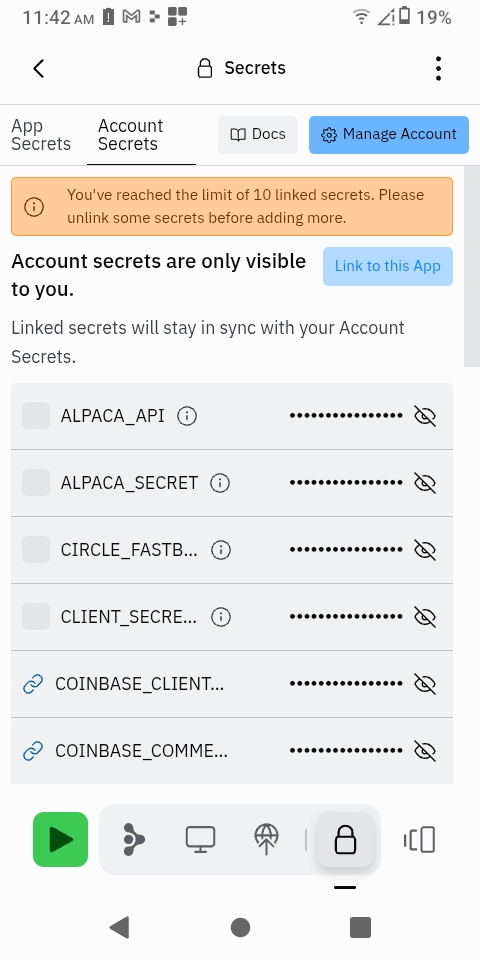 11:42 AM
19%
Secrets
App
Secrets
Account
Secrets
Docs
Manage Account
You've reached the limit of 10 linked secrets. Please
unlink some secrets before adding more.
Account secrets are only visible
to you.
Link to this App
Linked secrets will stay in sync with your Account
Secrets.
ALPACA_API ••••••••••••••••
ALPACA_SECRET ••••••••••••••••
CIRCLE_FASTB... ••••••••••••••••
CLIENT_SECRE... ••••••••••••••••
COINBASE_CLIENT... ••••••••••••••••
COINBASE_COMME... ••••••••••••••••